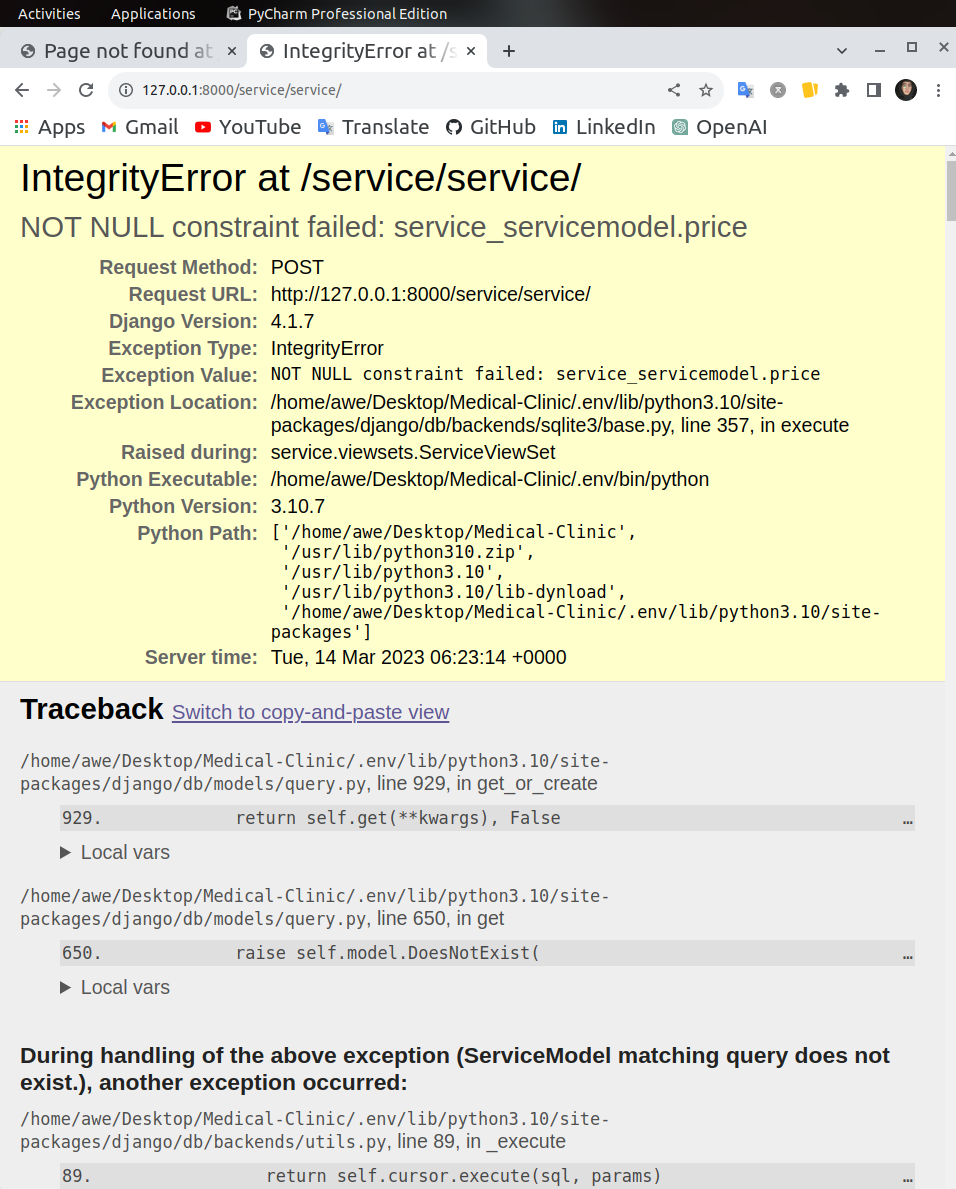 Activities Applications PyCharm Professional Edition
Page not found at
IntegrityError at /s
127.0.0.1:8000/service/service/
Apps Gmail YouTube Translate GitHub LinkedIn OpenAI
IntegrityError at /service/service/
NOT NULL constraint failed: service_servicemodel.price
Request Method: POST
Request URL: http://127.0.0.1:8000/service/service/
Django Version: 4.1.7
Exception Type: IntegrityError
Exception Value: NOT NULL constraint failed: service_servicemodel.price
Exception Location: /home/awe/Desktop/Medical-Clinic/.env/lib/python3.10/site-
packages/django/db/backends/sqlite3/base.py, line 357, in execute
Raised during: service.viewsets.ServiceViewSet
Python Executable: /home/awe/Desktop/Medical-Clinic/.env/bin/python
Python Version: 3.10.7
Python Path: ['/home/awe/Desktop/Medical-Clinic',
'/usr/lib/python310.zip',
'/usr/lib/python3.10',
'/usr/lib/python3.10/lib-dynload',
'/home/awe/Desktop/Medical-Clinic/.env/lib/python3.10/site-
packages']
Server time: Tue, 14 Mar 2023 06:23:14 +0000
Traceback Switch to copy-and-paste view
/home/awe/Desktop/Medical-Clinic/.env/lib/python3.10/site-
packages/django/db/models/query.py, line 929, in get_or_create
929. return self.get(**kwargs), False …
▶ Local vars
/home/awe/Desktop/Medical-Clinic/.env/lib/python3.10/site-
packages/django/db/models/query.py, line 650, in get
650. raise self.model.DoesNotExist( …
▶ Local vars
During handling of the above exception (ServiceModel matching query does not
exist.), another exception occurred:
/home/awe/Desktop/Medical-Clinic/.env/lib/python3.10/site-
packages/django/db/backends/utils.py, line 89, in _execute
89. return self.cursor.execute(sql, params) …